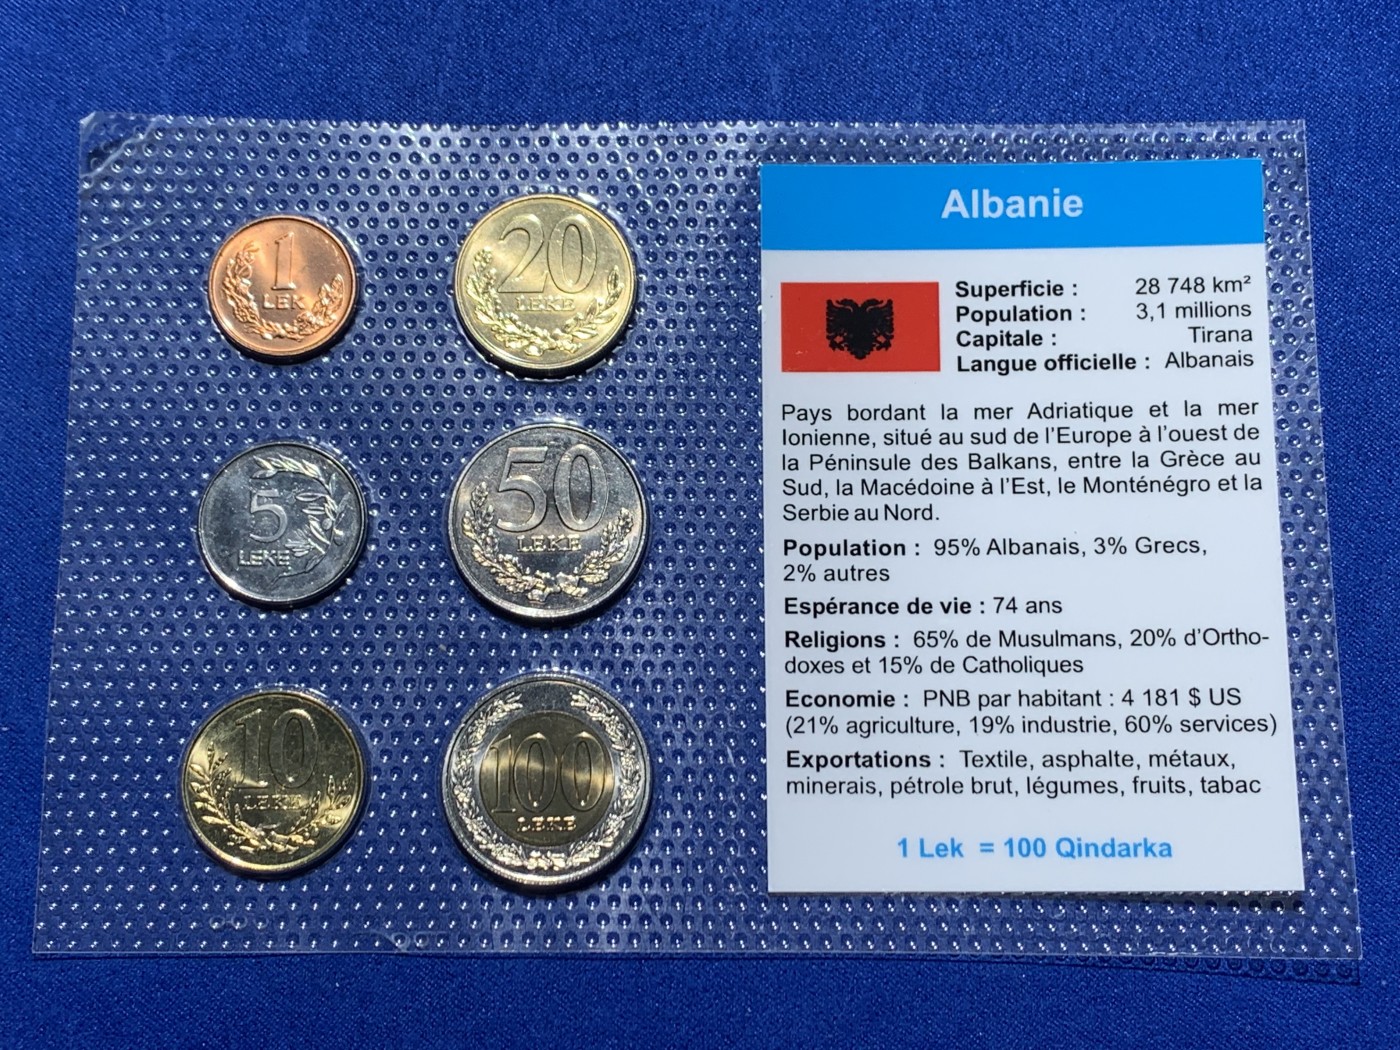 1
LEK
20
LEKE
5
LEKE
50
LEKE
10
LEKE
100
LEKE
Albanie
Superficie : 28 748 km²
Population : 3,1 millions
Capitale : Tirana
Langue officielle : Albanais
Pays bordant la mer Adriatique et la mer
Ionienne, situé au sud de l'Europe à l'ouest de
la Péninsule des Balkans, entre la Grèce au
Sud, la Macédoine à l'Est, le Monténégro et la
Serbie au Nord.
Population : 95% Albanais, 3% Grecs,
2% autres
Espérance de vie : 74 ans
Religions : 65% de Musulmans, 20% d'Ortho-
doxes et 15% de Catholiques
Economie : PNB par habitant : 4 181 $ US
(21% agriculture, 19% industrie, 60% services)
Exportations : Textile, asphalte, métaux,
minerais, pétrole brut, légumes, fruits, tabac
1 Lek = 100 Qindarka